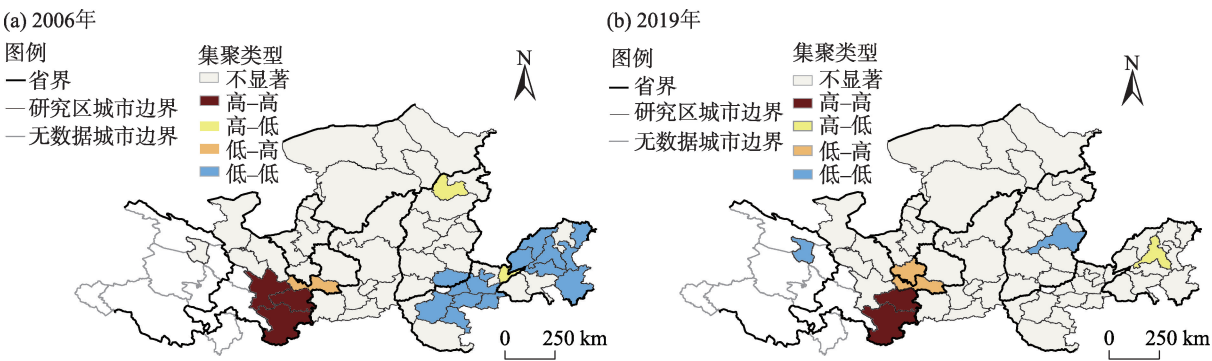 (a) 2006年
图例
省界
研究区城市边界
无数据城市边界
集聚类型
不显著
高–高
高–低
低–高
低–低
N
0 250 km
(b) 2019年
图例
省界
研究区城市边界
无数据城市边界
集聚类型
不显著
高–高
高–低
低–高
低–低
N
0 250 km